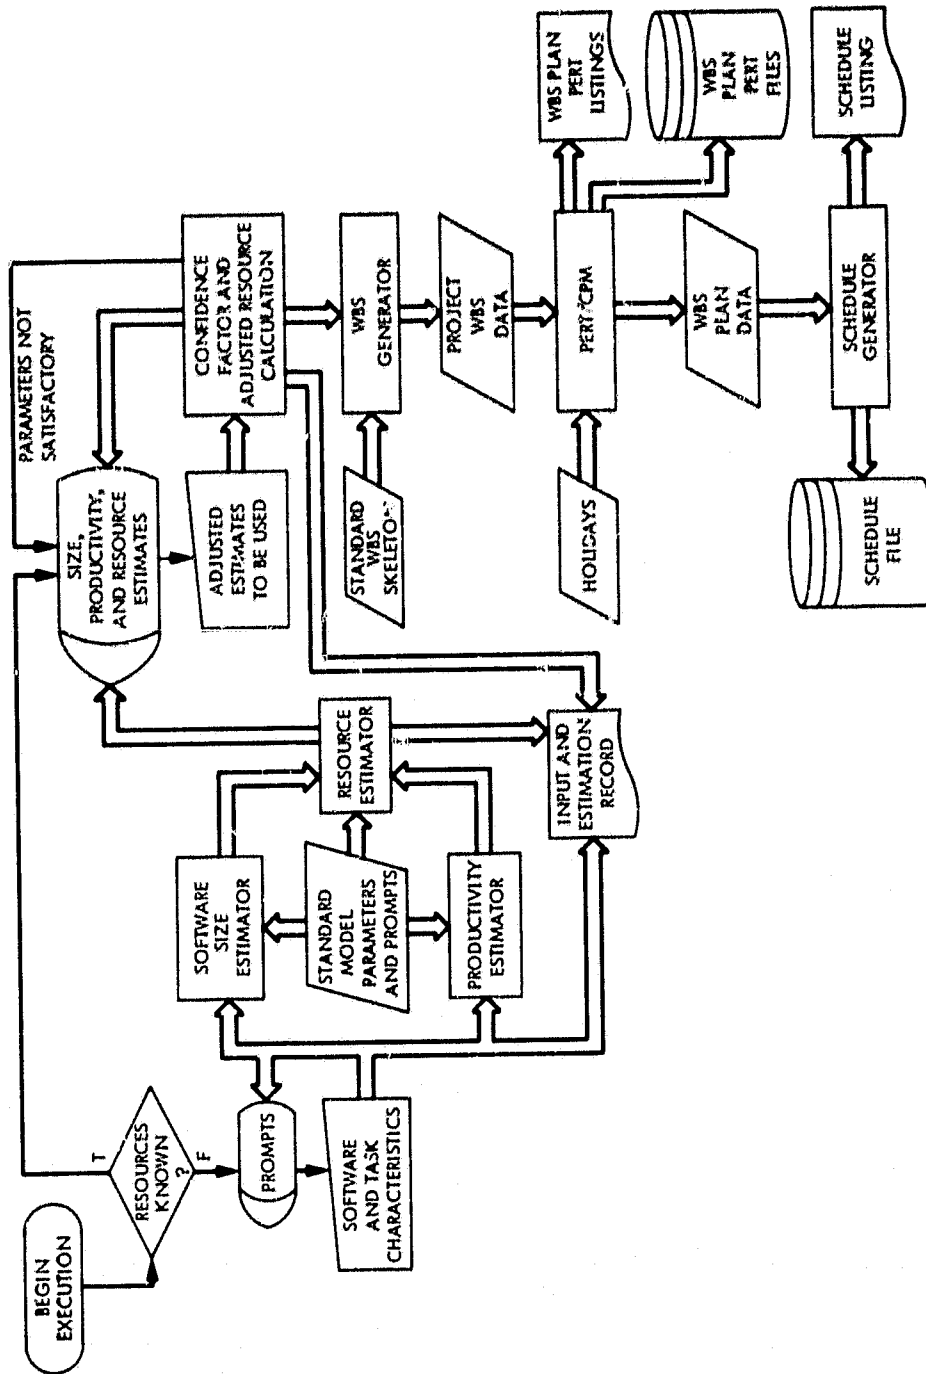 BEGIN
EXECUTION
RESOURCES
KNOWN
?
T
F
PROMPTS
SOFTWARE
AND TASK
CHARACTERISTICS
SOFTWARE
SIZE
ESTIMATOR
STANDARD
MODEL
PARAMETERS
AND PROMPTS
PRODUCTIVITY
ESTIMATOR
RESOURCE
ESTIMATOR
INPUT AND
ESTIMATION
RECORD
PARAMETERS NOT
SATISFACTORY
SIZE,
PRODUCTIVITY,
AND RESOURCE
ESTIMATES
ADJUSTED
ESTIMATES
TO BE USED
CONFIDENCE
FACTOR AND
ADJUSTED RESOURCE
CALCULATION
STANDARD
WBS
SKELETON
WBS
GENERATOR
PROJECT
WBS
DATA
HOLIDAYS
PERT/CPM
WBS PLAN
PERT
LISTINGS
WBS
PLAN
PERT
FILES
WBS
PLAN
DATA
SCHEDULE
FILE
SCHEDULE
GENERATOR
SCHEDULE
LISTING